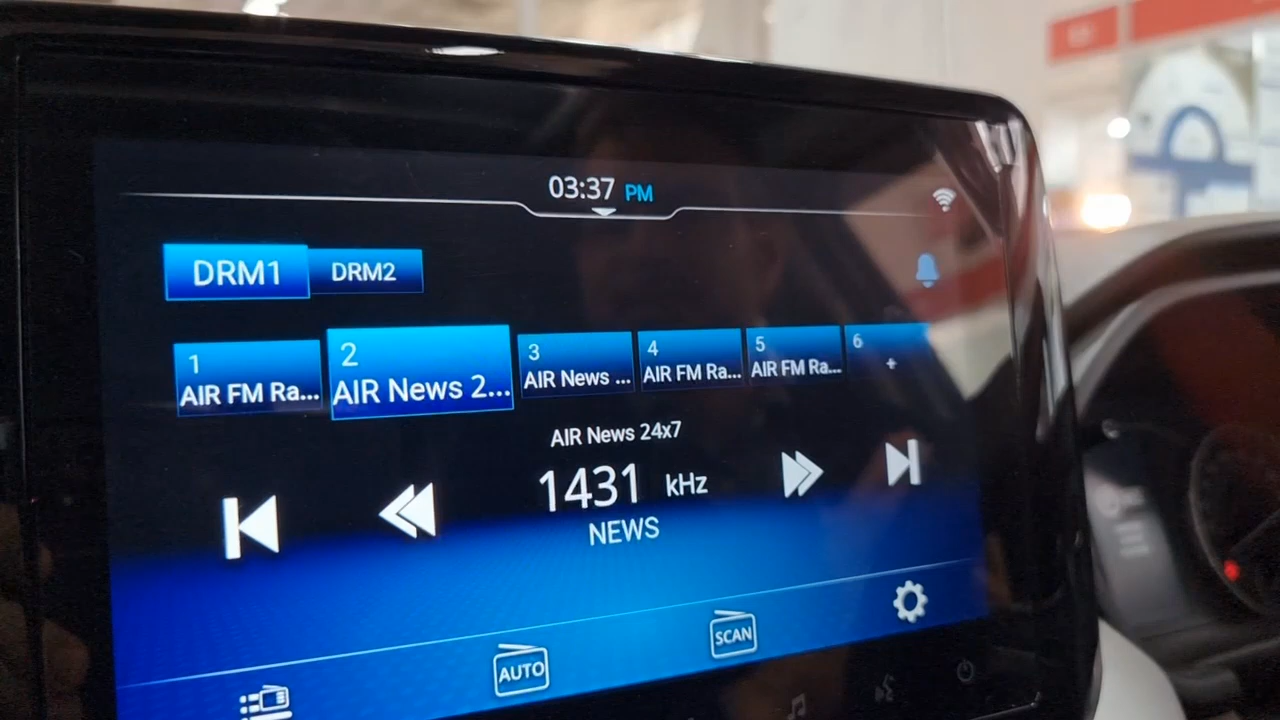 03:37 PM
DRM1 DRM2
1 2 3 4 5 6
AIR FM Ra... AIR News 2... AIR News ... AIR FM Ra... AIR FM Ra... +
AIR News 24x7
1431 kHz
NEWS
AUTO SCAN